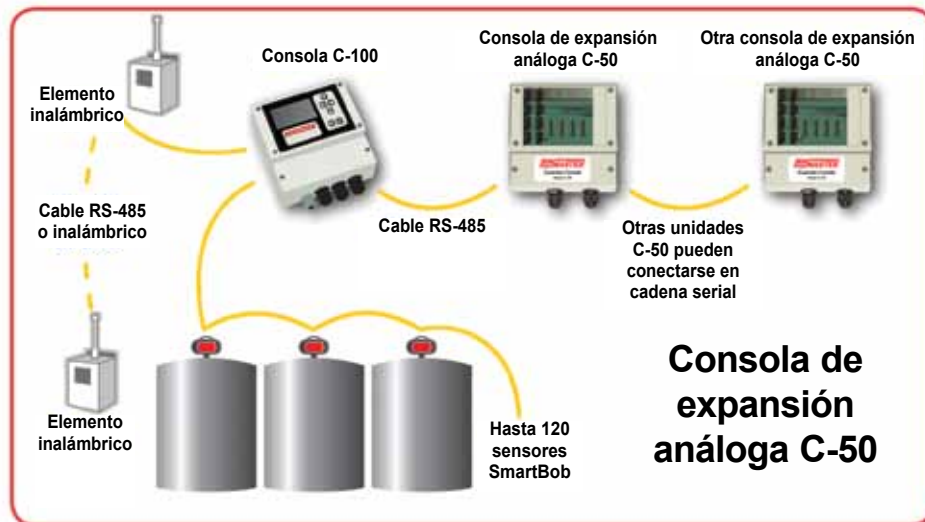 Consola C-100
Consola de expansión
análoga C-50
Otra consola de expansión
análoga C-50
Elemento
inalámbrico
Cable RS-485
o inalámbrico
Cable RS-485
Otras unidades
C-50 pueden
conectarse en
cadena serial
Elemento
inalámbrico
Hasta 120
sensores
SmartBob
Consola de
expansión
análoga C-50